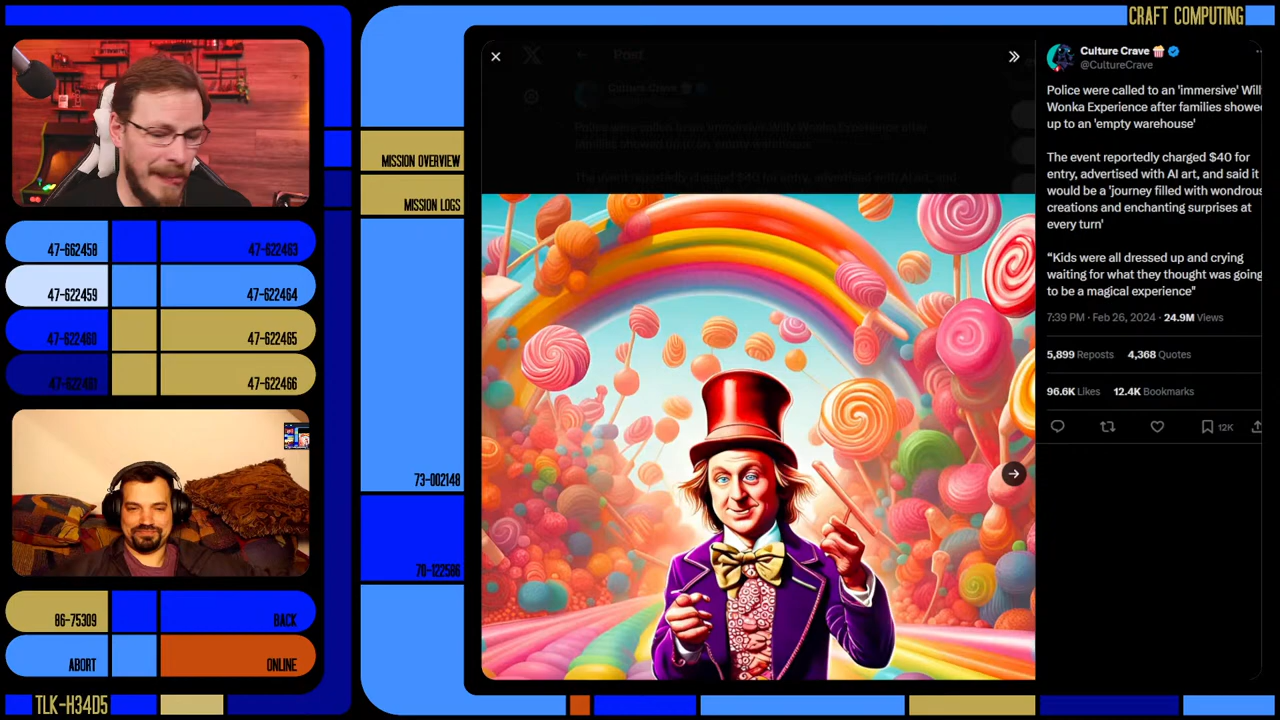 CRAFT COMPUTING
MISSION OVERVIEW
MISSION LOGS
47-662458
47-622463
47-622459
47-622464
47-622460
47-622465
47-622466
73-002148
70-122586
86-75309
BACK
ABORT
ONLINE
TLK-H34D5
Post
Culture Crave
@CultureCrave
Police were called to an 'immersive' Will
Wonka Experience after families showe
up to an 'empty warehouse'
The event reportedly charged $40 for
entry, advertised with AI art, and said it
would be a 'journey filled with wondrous
creations and enchanting surprises at
every turn'
“Kids were all dressed up and crying
waiting for what they thought was going
to be a magical experience”
7:39 PM · Feb 26, 2024 · 24.9M Views
5,899 Reposts 4,368 Quotes
96.6K Likes 12.4K Bookmarks
12K